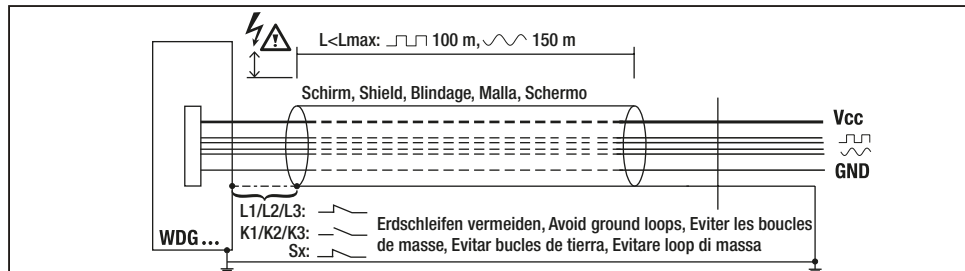 L<Lmax: 100 m, 150 m
Schirm, Shield, Blindage, Malla, Schermo
Vcc
GND
L1/L2/L3:
K1/K2/K3:
Sx:
Erdschleifen vermeiden, Avoid ground loops, Eviter les boucles
de masse, Evitar bucles de tierra, Evitare loop di massa
WDG ...